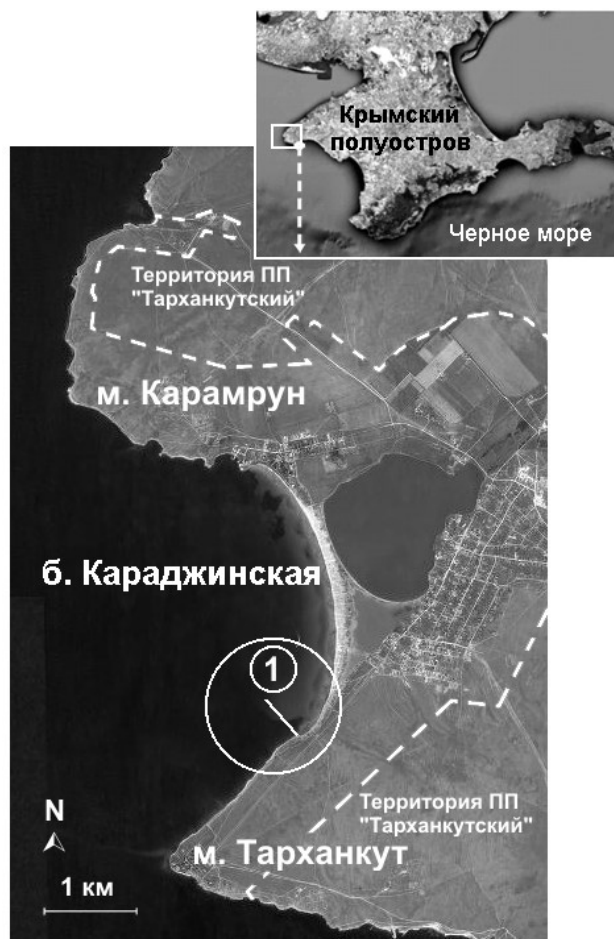 Крымский
полуостров
Черное море
Территория ПП
"Тарханкутский"
м. Карамрун
б. Караджинская
1
Территория ПП
"Тарханкутский"
N
м. Тарханкут
1 км